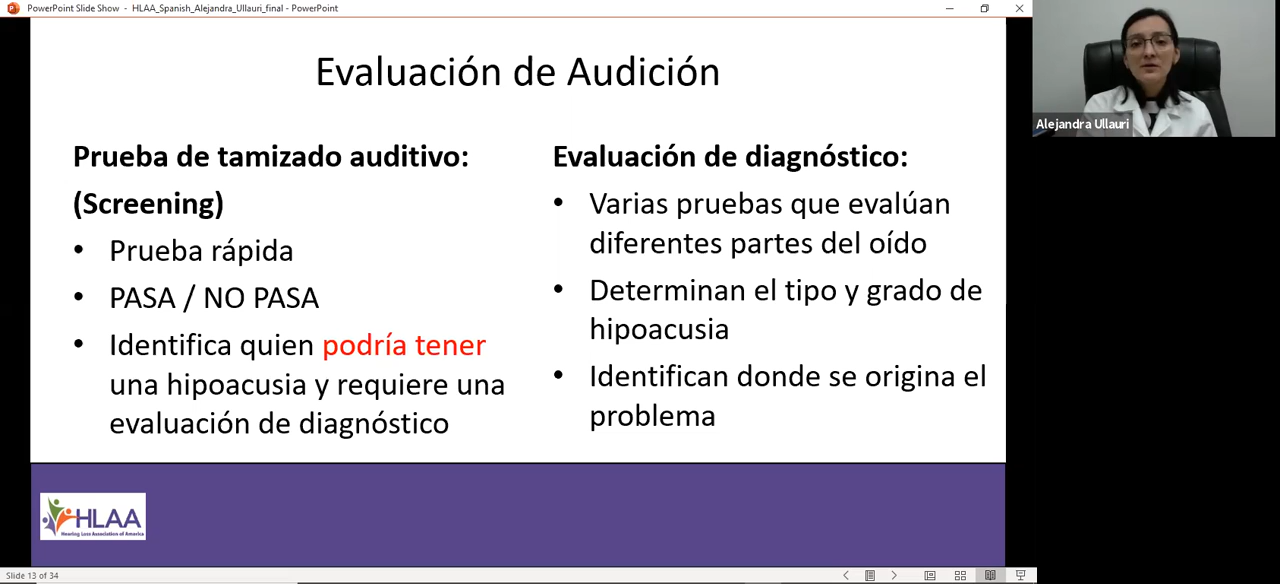 PowerPoint Slide Show - HLAA_Spanish_Alejandra_Ullauri_final - PowerPoint
Evaluación de Audición
Prueba de tamizado auditivo:
(Screening)
• Prueba rápida
• PASA / NO PASA
• Identifica quien podría tener
una hipoacusia y requiere una
evaluación de diagnóstico
Evaluación de diagnóstico:
• Varias pruebas que evalúan
diferentes partes del oído
• Determinan el tipo y grado de
hipoacusia
• Identifican donde se origina el
problema
Alejandra Ullauri
HLAA
Hearing Loss Association of America
Slide 13 of 34